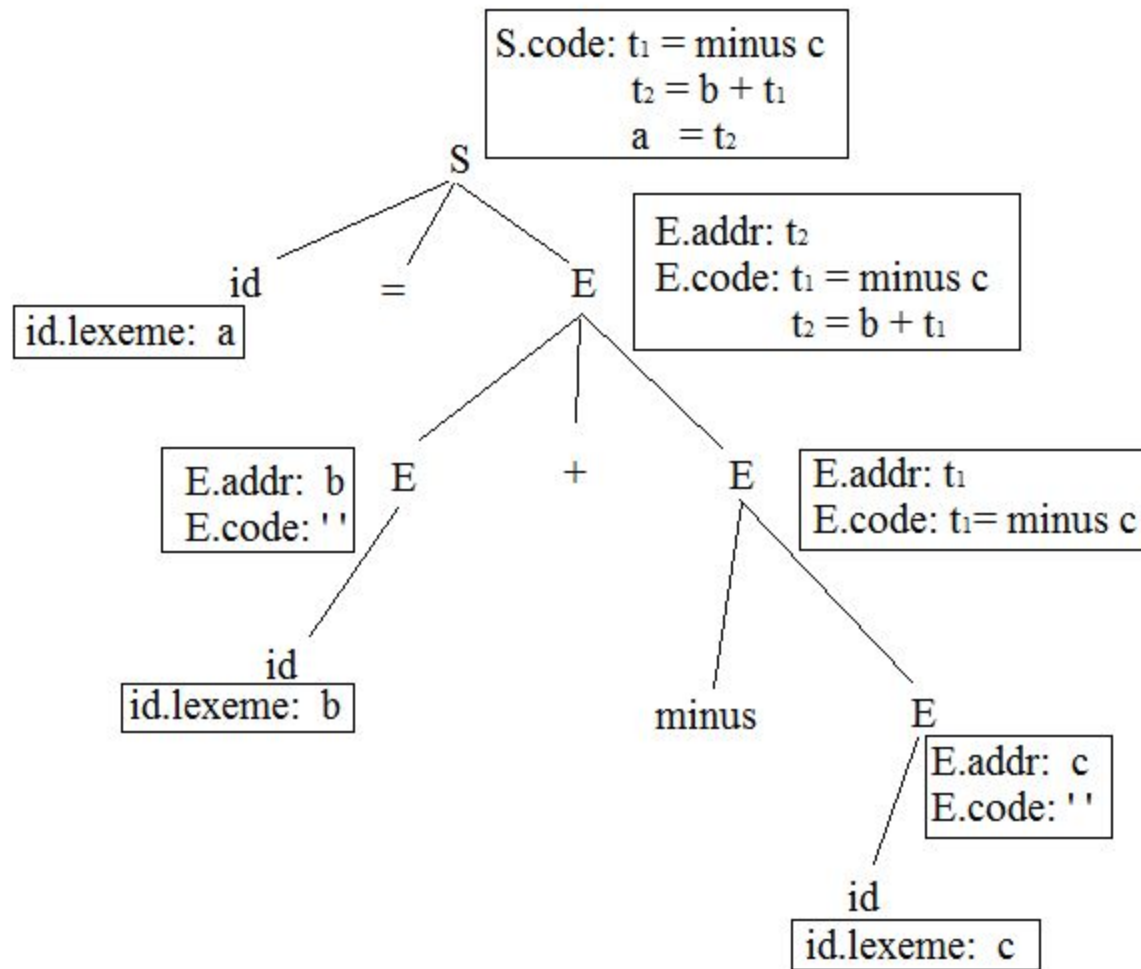 S.code: t₁ = minus c
t₂ = b + t₁
a = t₂
S
id
=
E
id.lexeme: a
E.addr: t₂
E.code: t₁ = minus c
t₂ = b + t₁
E.addr: b
E.code: ' '
E
+
E
E.addr: t₁
E.code: t₁= minus c
id
id.lexeme: b
minus
E
E.addr: c
E.code: ' '
id
id.lexeme: c